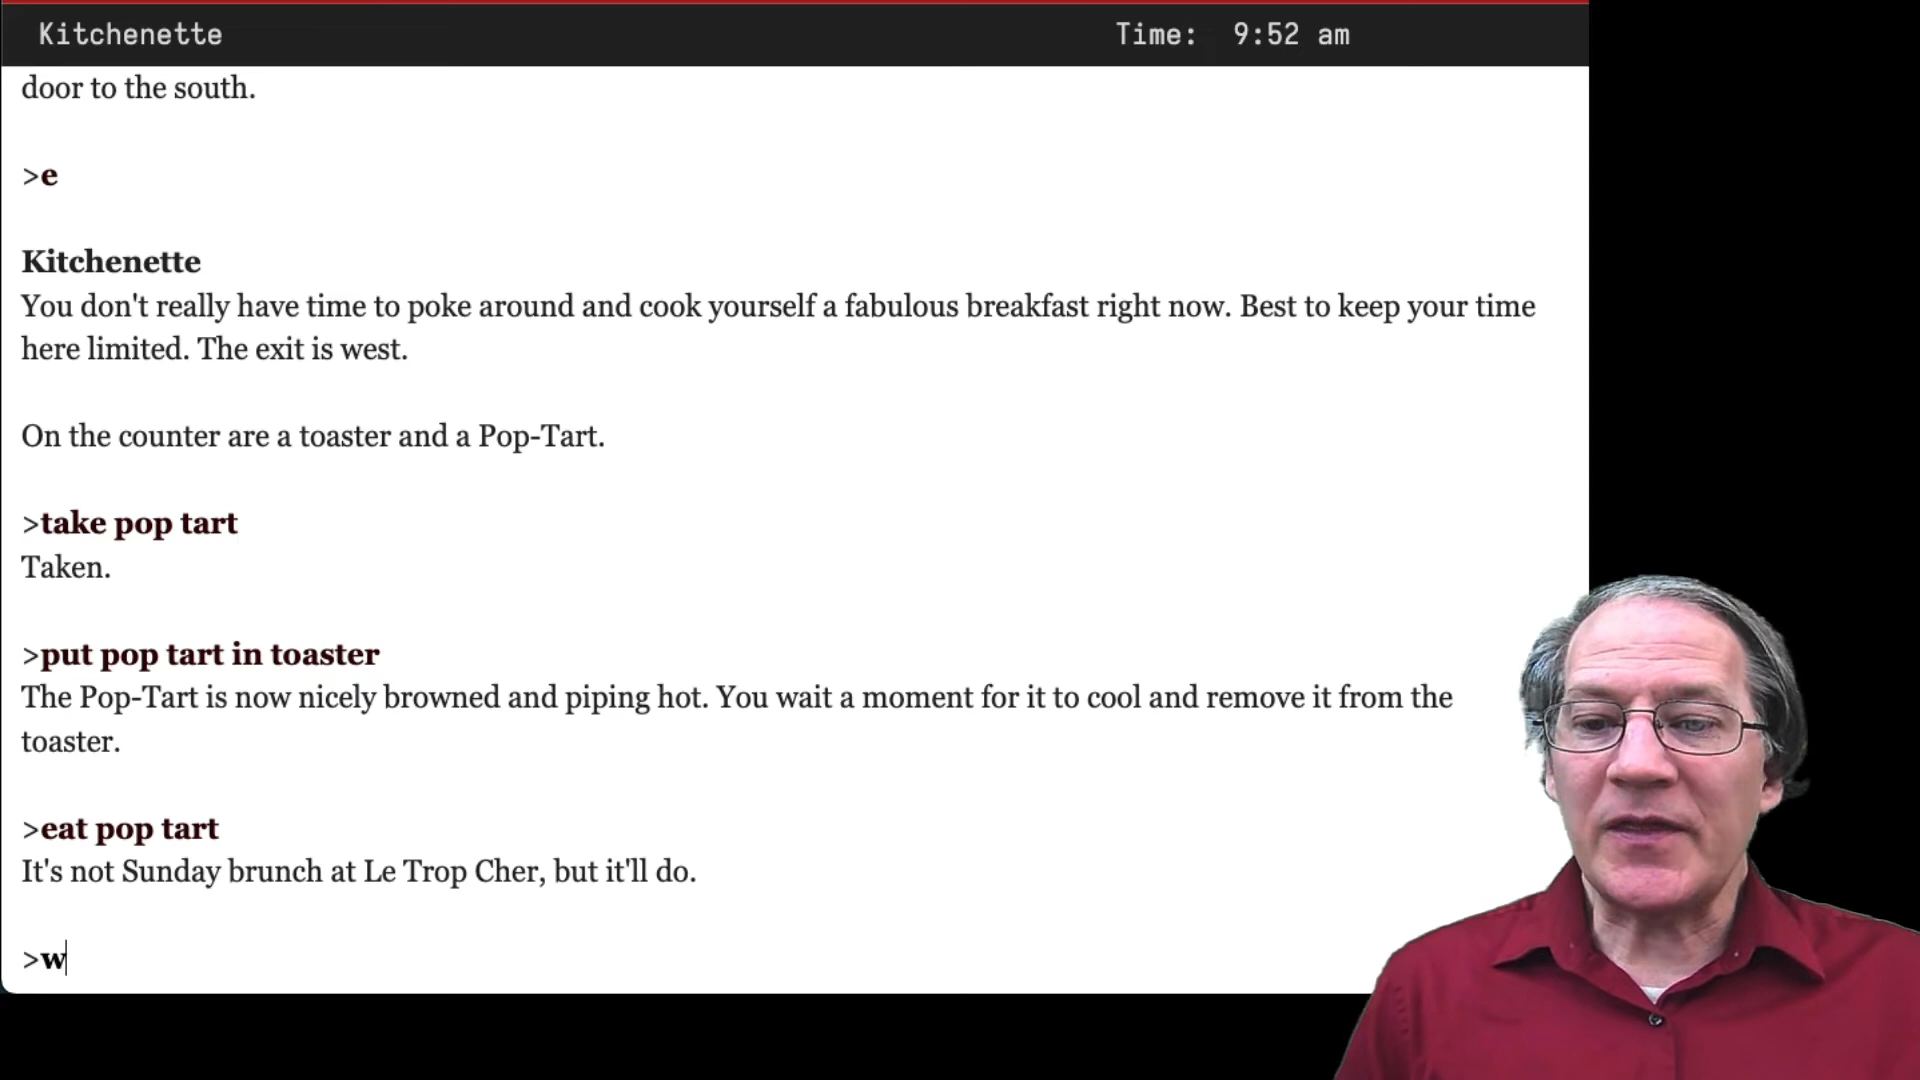 Kitchenette Time: 9:52 am
door to the south.
>e
Kitchenette
You don't really have time to poke around and cook yourself a fabulous breakfast right now. Best to keep your time
here limited. The exit is west.
On the counter are a toaster and a Pop-Tart.
>take pop tart
Taken.
>put pop tart in toaster
The Pop-Tart is now nicely browned and piping hot. You wait a moment for it to cool and remove it from the
toaster.
>eat pop tart
It's not Sunday brunch at Le Trop Cher, but it'll do.
>w